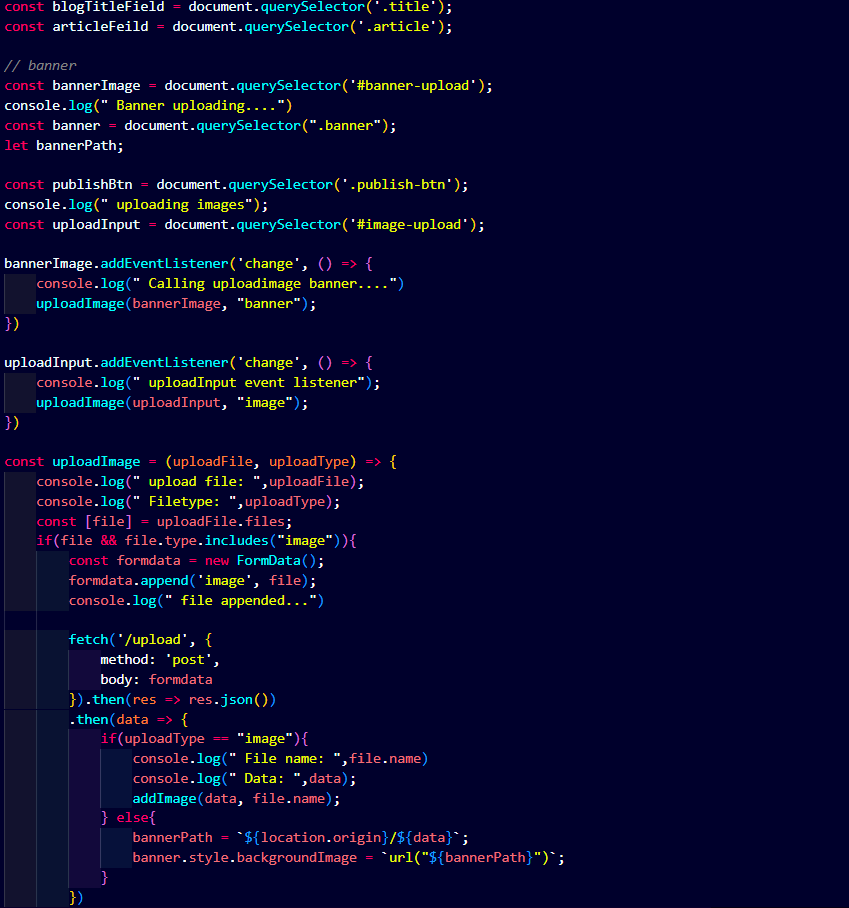 const blogTitleField = document.querySelector('.title');
const articleFeild = document.querySelector('.article');
// banner
const bannerImage = document.querySelector('#banner-upload');
console.log(" Banner uploading....")
const banner = document.querySelector(".banner");
let bannerPath;
const publishBtn = document.querySelector('.publish-btn');
console.log(" uploading images");
const uploadInput = document.querySelector('#image-upload');
bannerImage.addEventListener('change', () => {
    console.log(" Calling uploadimage banner....")
    uploadImage(bannerImage, "banner");
})
uploadInput.addEventListener('change', () => {
    console.log(" uploadInput event listener");
    uploadImage(uploadInput, "image");
})
const uploadImage = (uploadFile, uploadType) => {
    console.log(" upload file: ",uploadFile);
    console.log(" Filetype: ",uploadType);
    const [file] = uploadFile.files;
    if(file && file.type.includes("image")){
        const formdata = new FormData();
        formdata.append('image', file);
        console.log(" file appended...")
        fetch('/upload', {
            method: 'post',
            body: formdata
        }).then(res => res.json())
        .then(data => {
            if(uploadType == "image"){
                console.log(" File name: ",file.name)
                console.log(" Data: ",data);
                addImage(data, file.name);
            } else{
                bannerPath = `${location.origin}/${data}`;
                banner.style.backgroundImage = `url("${bannerPath}")`;
            }
        })